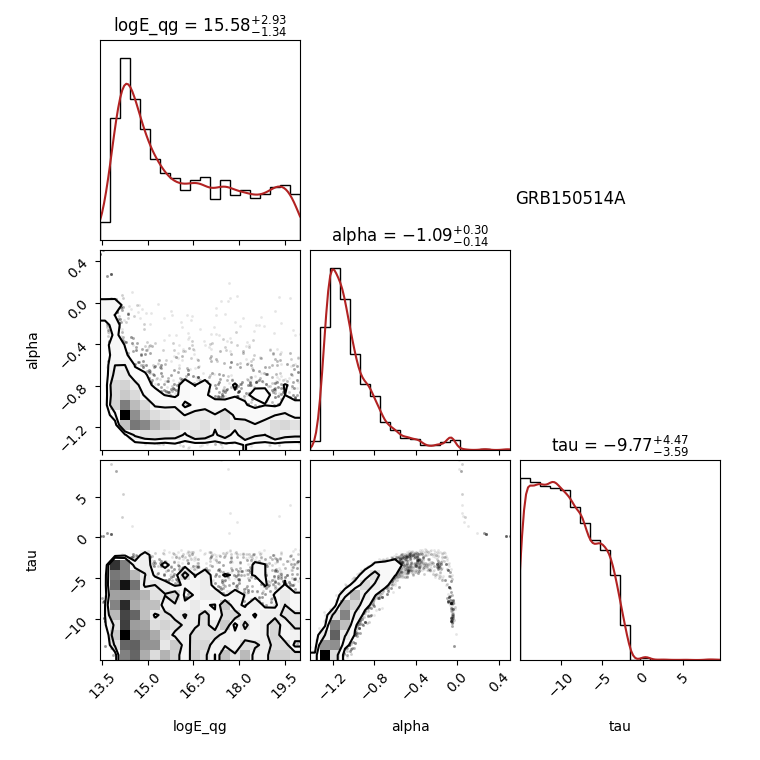 logE_qg = 15.58+2.93−1.34
GRB150514A
alpha = −1.09+0.30−0.14
alpha
0.4
0.0
−0.4
−0.8
−1.2
tau = −9.77+4.47−3.59
tau
5
0
−5
−10
13.5 15.0 16.5 18.0 19.5
−1.2 −0.8 −0.4 0.0 0.4
−10 −5 0 5
logE_qg alpha tau